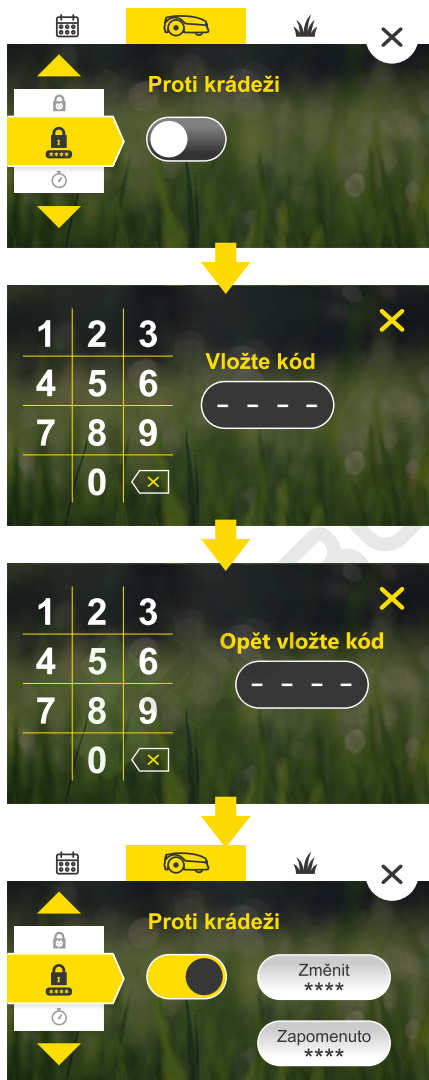 ****
Proti krádeži
1 2 3
4 5 6
7 8 9
0
Vložte kód
- - - -
1 2 3
4 5 6
7 8 9
0
Opět vložte kód
- - - -
Proti krádeži
****
Změnit
****
Zapomenuto
****